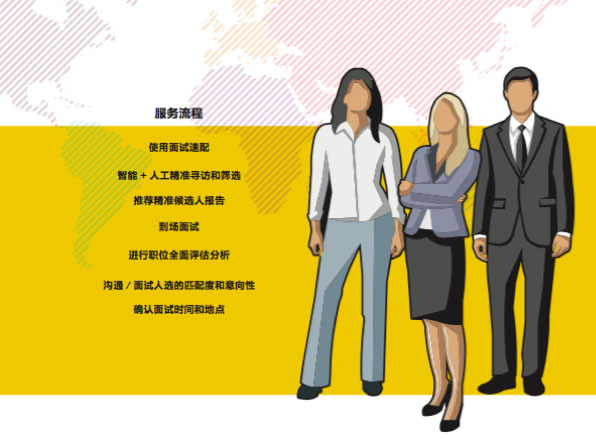 服务流程
使用面试速配
智能 + 人工精准寻访和筛选
推荐精准候选人报告
到场面试
进行职位全面评估分析
沟通 / 面试人选的匹配度和意向性
确认面试时间和地点